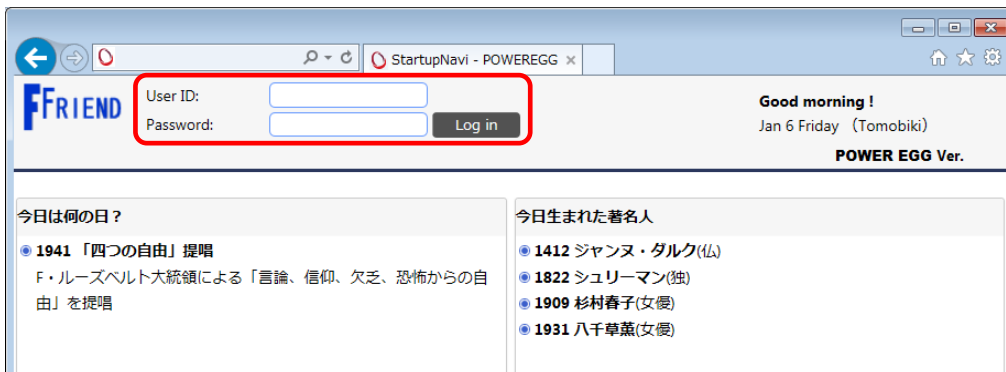 StartupNavi - POWEREGG
FFRIEND
User ID:
Password:
Log in
Good morning !
Jan 6 Friday （Tomobiki）
POWER EGG Ver.
今日は何の日？
1941 「四つの自由」提唱
F・ルーズベルト大統領による「言論、信仰、欠乏、恐怖からの自
由」を提唱
今日生まれた著名人
1412 ジャンヌ・ダルク(仏)
1822 シュリーマン(独)
1909 杉村春子(女優)
1931 八千草薫(女優)